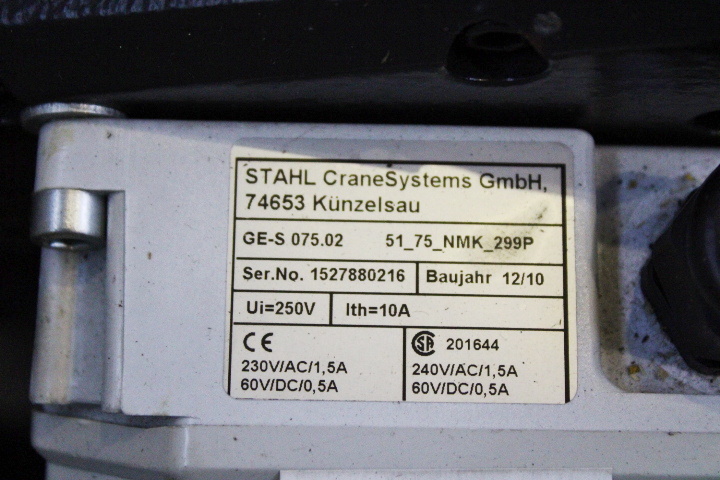 STAHL CraneSystems GmbH,
74653 Künzelsau
GE-S 075.02 51_75_NMK_299P
Ser.No. 1527880216 Baujahr 12/10
Ui=250V Ith=10A
CE
230V/AC/1,5A
60V/DC/0,5A
SA 201644
240V/AC/1,5A
60V/DC/0,5A